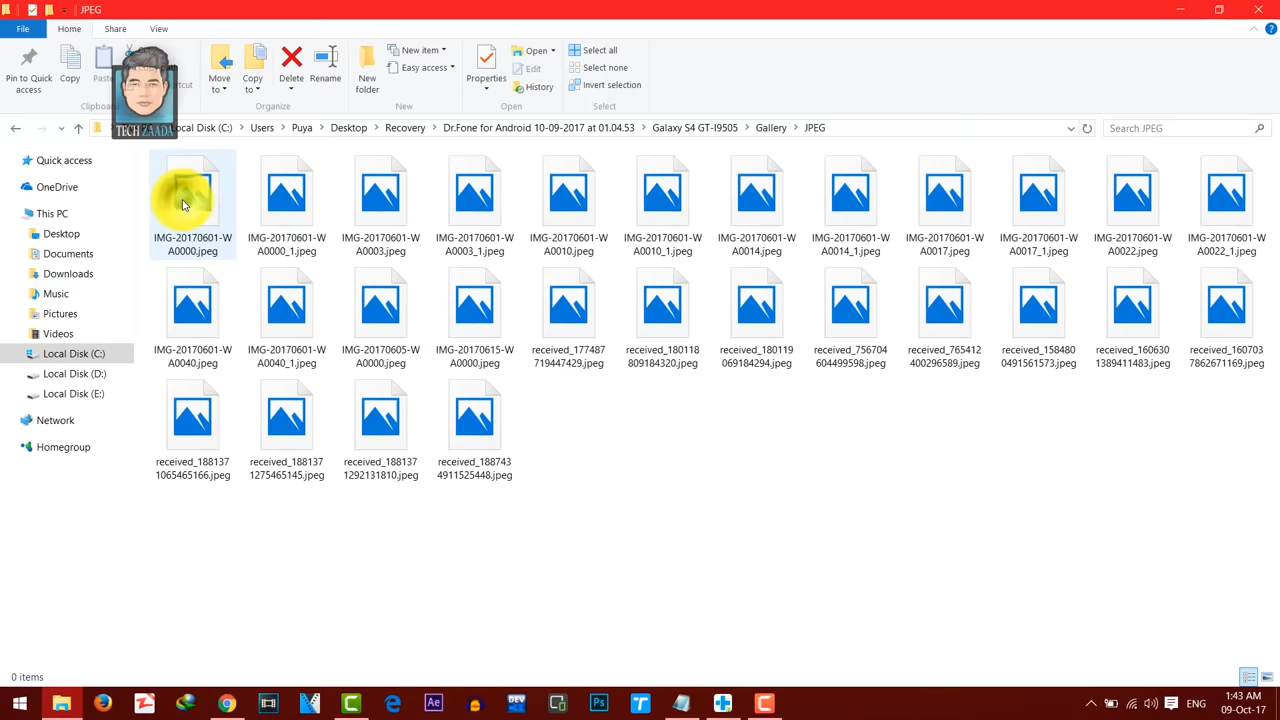 JPEG
File Home Share View
Pin to Quick access
Copy
Paste
Clipboard
Move to
Copy to
Delete
Rename
Organize
New folder
New item
Easy access
New
Properties
Open
Edit
History
Open
Select all
Select none
Invert selection
Select
TECH ZAADA
Local Disk (C:) Users Puya Desktop Recovery Dr.Fone for Android 10-09-2017 at 01.04.53 Galaxy S4 GT-I9505 Gallery JPEG
Search JPEG
Quick access
OneDrive
This PC
Desktop
Documents
Downloads
Music
Pictures
Videos
Local Disk (C:)
Local Disk (D:)
Local Disk (E:)
Network
Homegroup
IMG-20170601-WA0000.jpeg
IMG-20170601-WA0000_1.jpeg
IMG-20170601-WA0003.jpeg
IMG-20170601-WA0003_1.jpeg
IMG-20170601-WA0010.jpeg
IMG-20170601-WA0010_1.jpeg
IMG-20170601-WA0014.jpeg
IMG-20170601-WA0014_1.jpeg
IMG-20170601-WA0017.jpeg
IMG-20170601-WA0017_1.jpeg
IMG-20170601-WA0022.jpeg
IMG-20170601-WA0022_1.jpeg
IMG-20170601-WA0040.jpeg
IMG-20170601-WA0040_1.jpeg
IMG-20170605-WA0000.jpeg
IMG-20170615-WA0000.jpeg
received_177487719447429.jpeg
received_180118809184320.jpeg
received_180119069184294.jpeg
received_756704604499598.jpeg
received_765412400296589.jpeg
received_1584800491561573.jpeg
received_1606301389411483.jpeg
received_1607037862671169.jpeg
received_1881371065465166.jpeg
received_1881371275465145.jpeg
received_1881371292131810.jpeg
received_1887434911525448.jpeg
0 items
Ae
DEV
Ps
T
ENG
1:43 AM
09-Oct-17